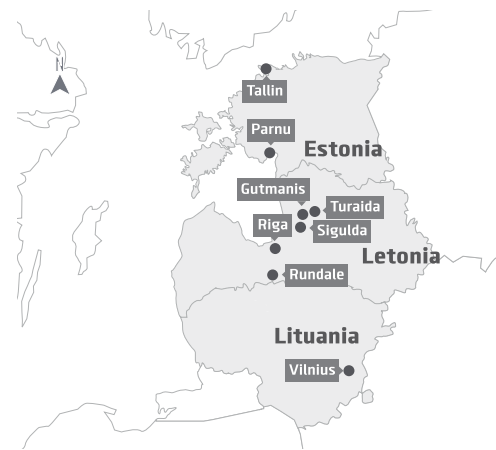 N
Tallin
Parnu
Estonia
Gutmanis
Turaida
Riga
Sigulda
Letonia
Rundale
Lituania
Vilnius